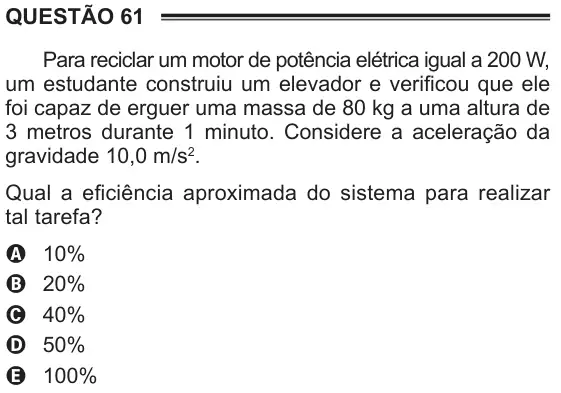 QUESTÃO 61
Para reciclar um motor de potência elétrica igual a 200 W,
um estudante construiu um elevador e verificou que ele
foi capaz de erguer uma massa de 80 kg a uma altura de
3 metros durante 1 minuto. Considere a aceleração da
gravidade 10,0 m/s².
Qual a eficiência aproximada do sistema para realizar
tal tarefa?
A 10%
B 20%
C 40%
D 50%
E 100%